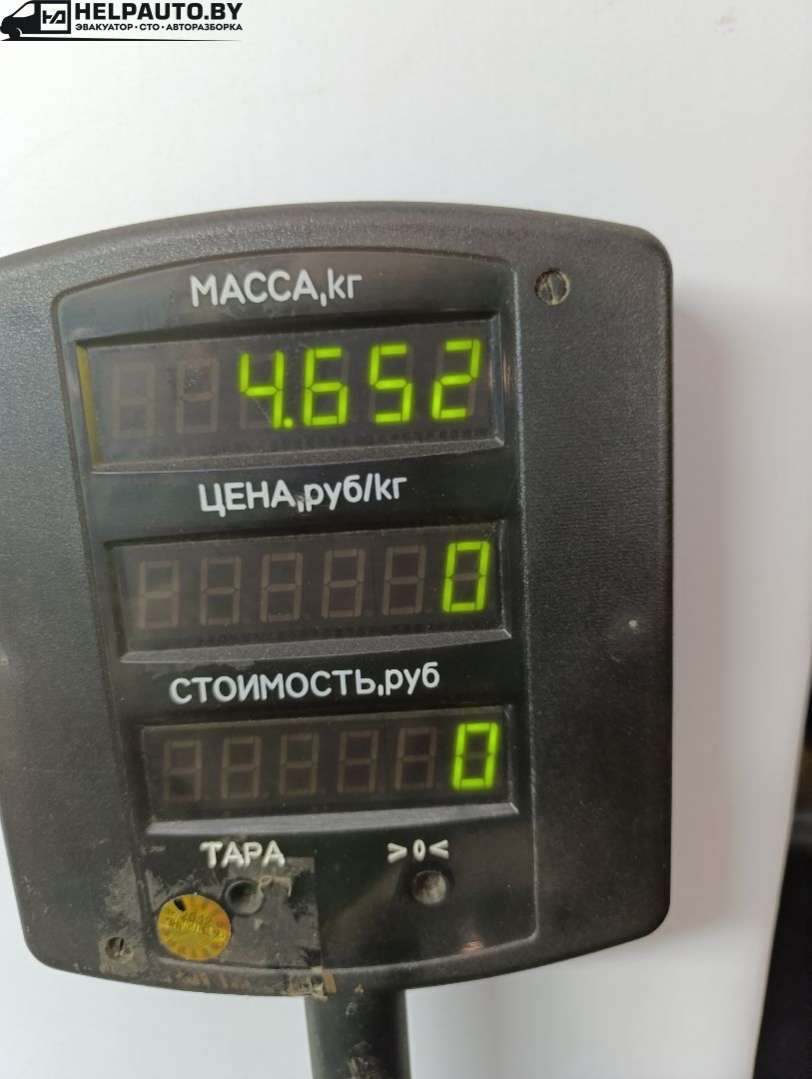 HELPAUTO.BY
ЭВАКУАТОР • СТО • АВТОРАЗБОРКА
МАССА,кг
4.652
ЦЕНА,руб/кг
0
СТОИМОСТЬ,руб
0
ТАРА >0<